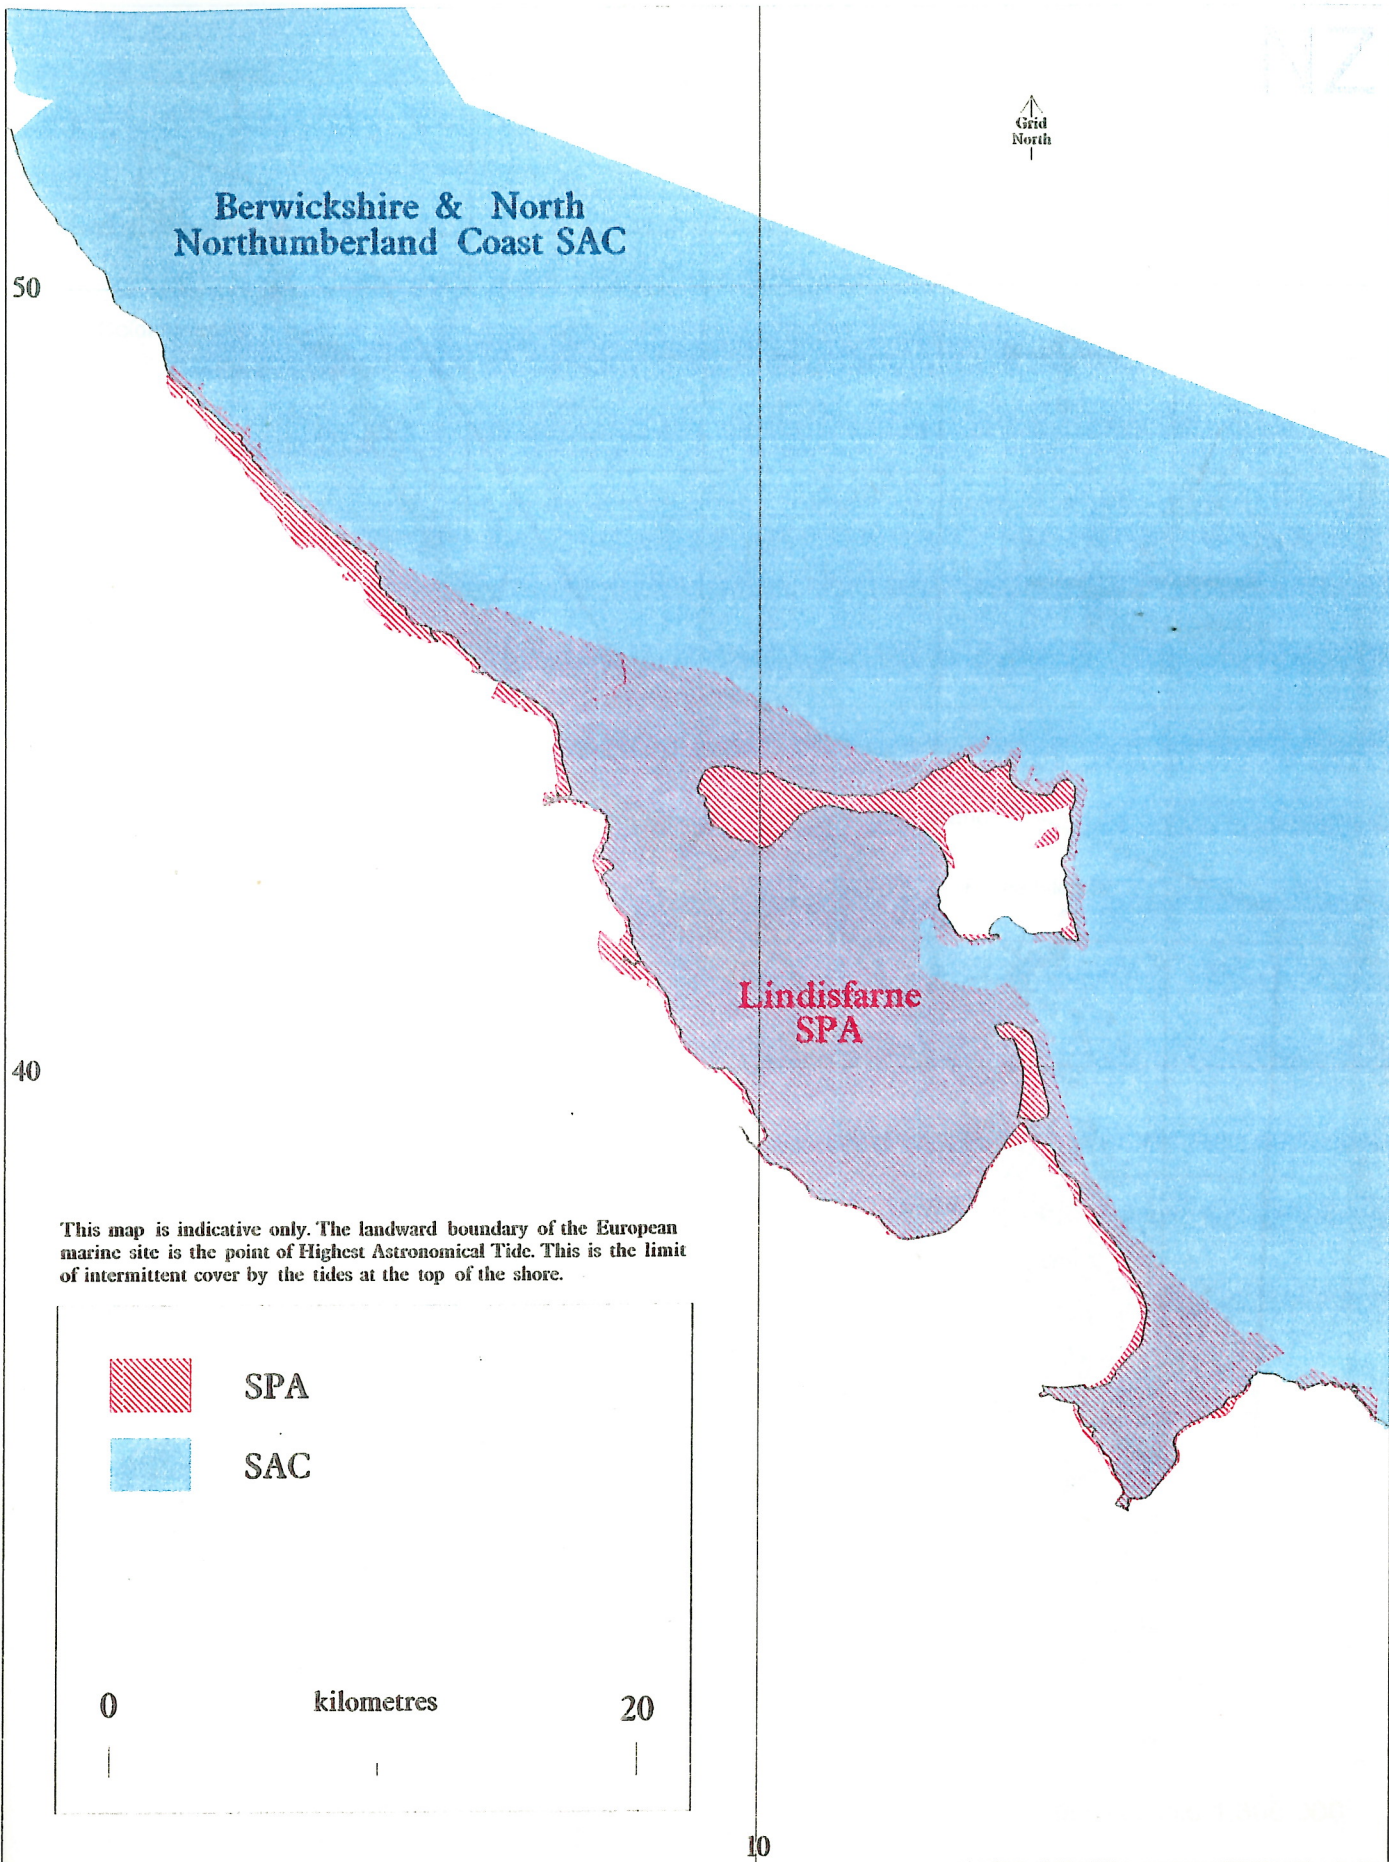 NZ
Grid
North
Berwickshire & North
Northumberland Coast SAC
50
Lindisfarne
SPA
40
This map is indicative only. The landward boundary of the European
marine site is the point of Highest Astronomical Tide. This is the limit
of intermittent cover by the tides at the top of the shore.
SPA
SAC
0 kilometres 20
10